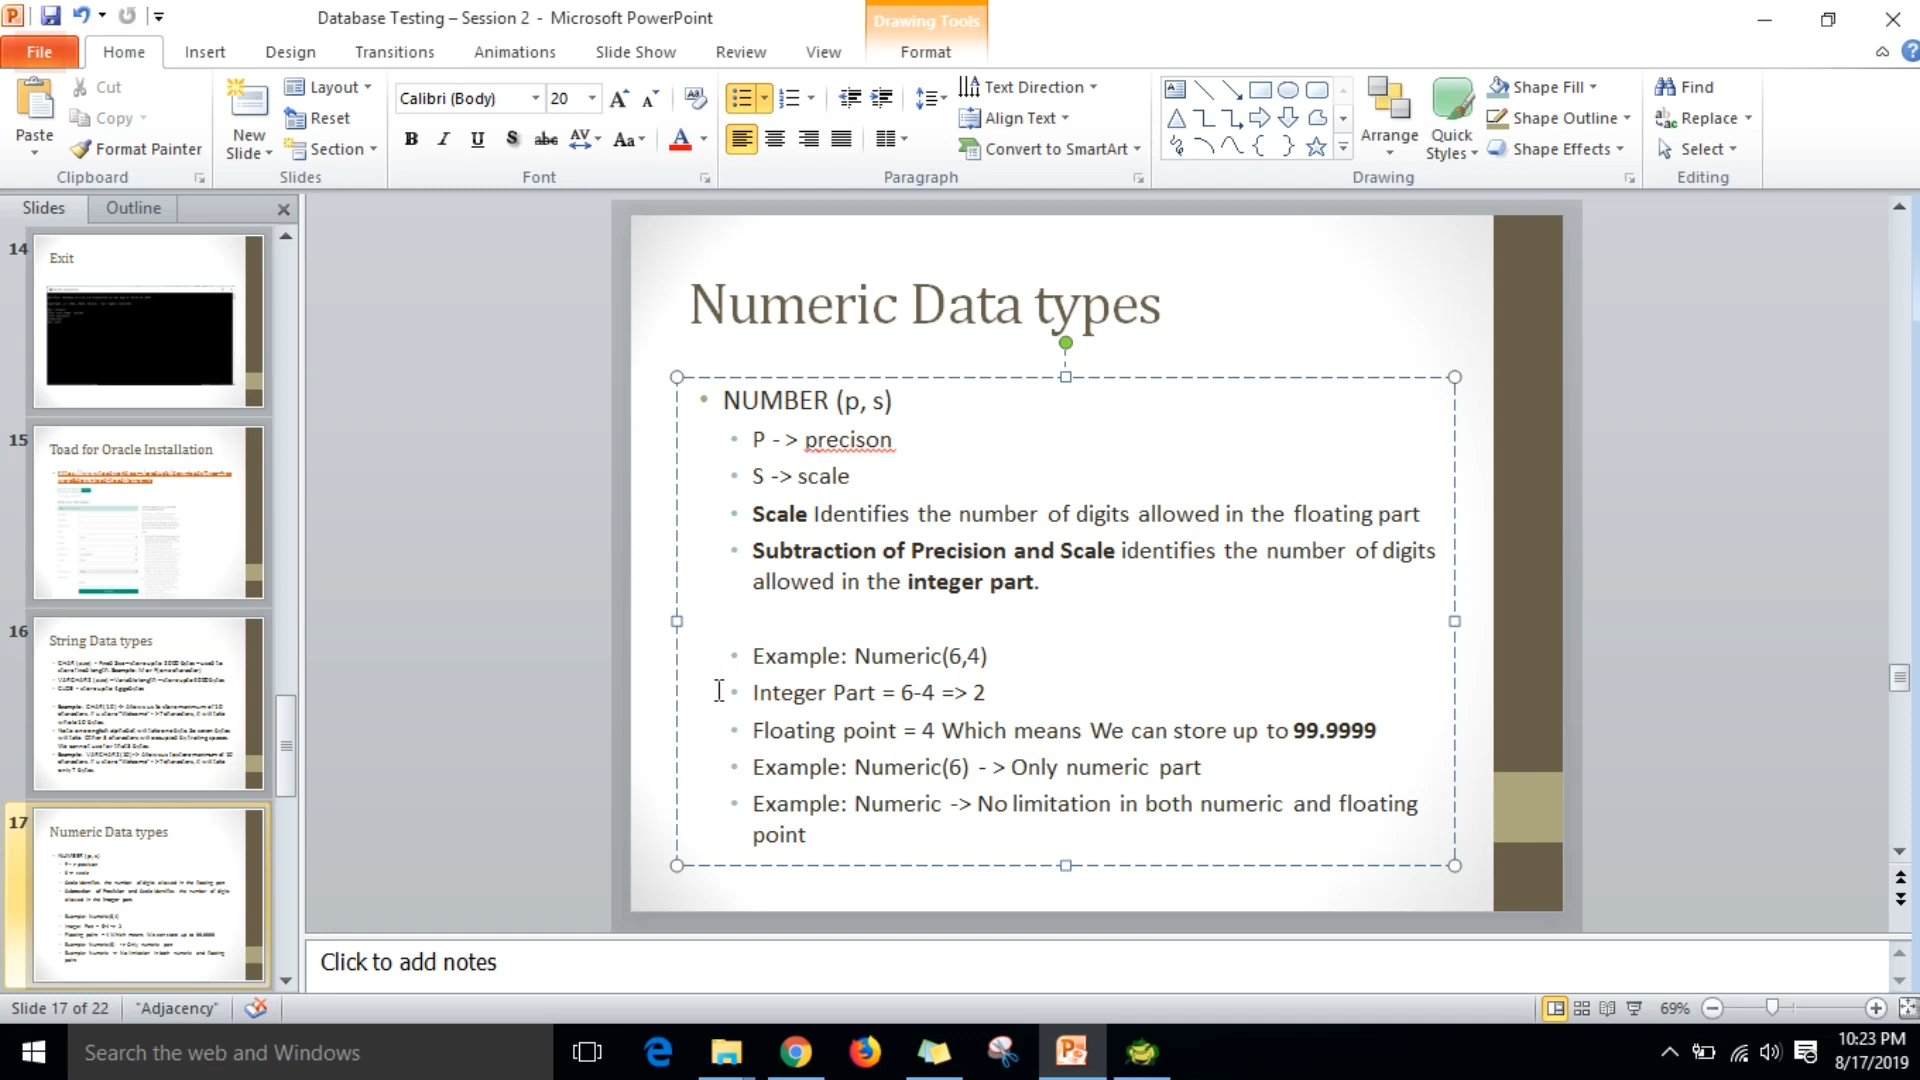 Database Testing – Session 2 - Microsoft PowerPoint
Drawing Tools
File
Home
Insert
Design
Transitions
Animations
Slide Show
Review
View
Format
Paste
Cut
Copy
Format Painter
Clipboard
New
Slide
Layout
Reset
Section
Slides
Calibri (Body)
20
Font
Text Direction
Align Text
Convert to SmartArt
Paragraph
Arrange
Quick
Styles
Shape Fill
Shape Outline
Shape Effects
Drawing
Find
Replace
Select
Editing
Slides
Outline
14
Exit
15
Toad for Oracle Installation
16
String Data types
17
Numeric Data types
Numeric Data types
NUMBER (p, s)
P - > precison
S -> scale
Scale Identifies the number of digits allowed in the floating part
Subtraction of Precision and Scale identifies the number of digits
allowed in the integer part.
Example: Numeric(6,4)
Integer Part = 6-4 => 2
Floating point = 4 Which means We can store up to 99.9999
Example: Numeric(6) - > Only numeric part
Example: Numeric -> No limitation in both numeric and floating
point
Click to add notes
Slide 17 of 22
"Adjacency"
69%
Search the web and Windows
10:23 PM
8/17/2019